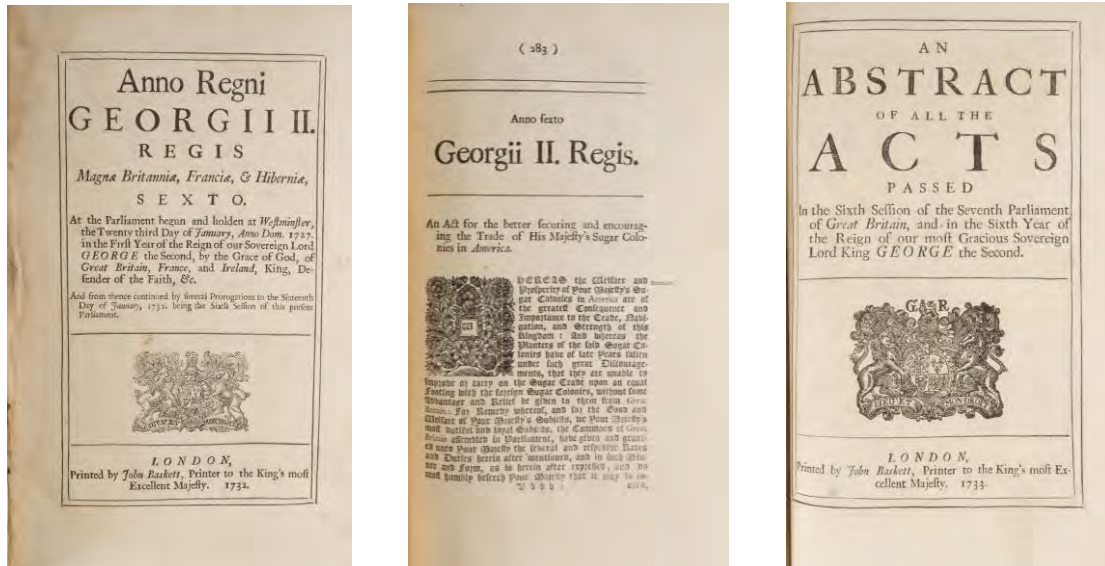 Anno Regni
GEORGII II.
REGIS
Magnæ Britanniæ, Franciæ, & Hiberniæ,
SEXTO.
At the Parliament begun and holden at Weſtminſter,
the Twenty third Day of January, Anno Dom. 1727.
in the Firſt Year of the Reign of our Sovereign Lord
GEORGE the Second, by the Grace of God, of
Great Britain, France, and Ireland, King, De-
fender of the Faith, &c.
And from thence continued by ſeveral Prorogations to the Sixteenth
Day of January, 1732. being the Sixth Seſſion of this preſent
Parliament.
LONDON,
Printed by John Baskett, Printer to the King's moſt
Excellent Majeſty. 1732.
( 283 )
Anno ſexto
Georgii II. Regis.
An Act for the better ſecuring and encourag-
ing the Trade of His Majeſty's Sugar Colo-
nies in America.
WHEREAS the Welfare and
Proſperity of Your Majeſty's Su-
gar Colonies in America are of
the greateſt Conſequence and
Importance to the Trade, Navi-
gation, and Strength of this
Kingdom : And whereas the
Planters of the ſaid Sugar Co-
lonies have of late Years fallen
under ſuch great Diſcourage-
ments, that they are unable to
improve or carry on the Sugar Trade upon an equal
Footing with the foreign Sugar Colonies, without ſome
Advantage and Relief be given to them from Great
Britain: For Remedy whereof, and for the Good and
Welfare of Your Majeſty's Subjects, we Your Majeſty's
moſt dutiful and loyal Subjects, the Commons of Great
Britain aſſembled in Parliament, have given and grant-
ed unto Your Majeſty the ſeveral and reſpective Rates
and Duties herein after mentioned, and in ſuch Man-
ner and Form, as is herein after expreſſed, and do
moſt humbly beſeech Your Majeſty that it may be en-
acted,
AN
ABSTRACT
OF ALL THE
ACTS
PASSED
In the Sixth Seſſion of the Seventh Parliament
of Great Britain, and in the Sixth Year of
the Reign of our moſt Gracious Sovereign
Lord King GEORGE the Second.
G R
DIEU ET MON DROIT
LONDON,
Printed by John Baskett, Printer to the King's moſt Ex-
cellent Majeſty. 1733.